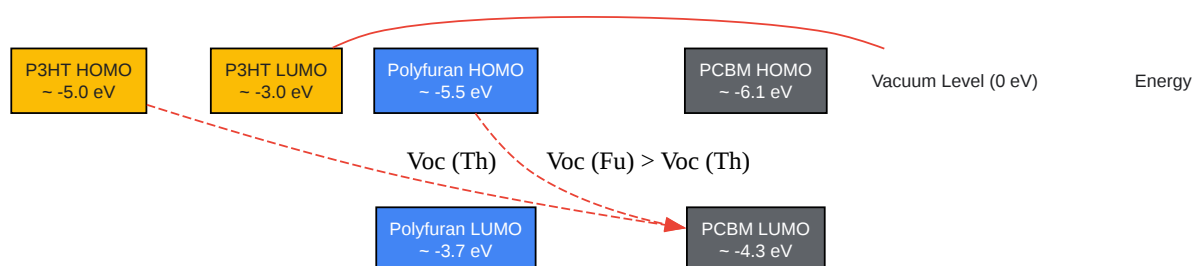 P3HT HOMO
~ -5.0 eV
P3HT LUMO
~ -3.0 eV
Polyfuran HOMO
~ -5.5 eV
PCBM HOMO
~ -6.1 eV
Vacuum Level (0 eV)
Energy
Voc (Th)
Voc (Fu) > Voc (Th)
Polyfuran LUMO
~ -3.7 eV
PCBM LUMO
~ -4.3 eV